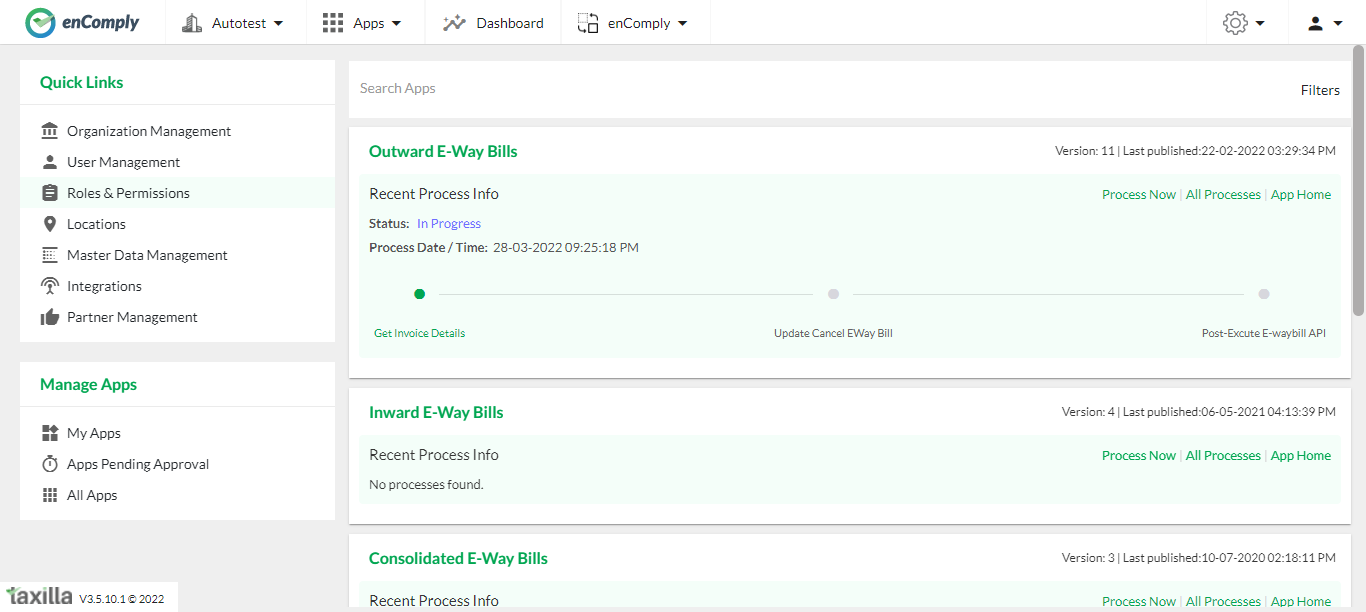 enComply
Autotest
Apps
Dashboard
enComply
Quick Links
Organization Management
User Management
Roles & Permissions
Locations
Master Data Management
Integrations
Partner Management
Manage Apps
My Apps
Apps Pending Approval
All Apps
taxilla V3.5.10.1 © 2022
Search Apps
Filters
Outward E-Way Bills
Version: 11 | Last published:22-02-2022 03:29:34 PM
Recent Process Info
Process Now | All Processes | App Home
Status: In Progress
Process Date / Time: 28-03-2022 09:25:18 PM
Get Invoice Details
Update Cancel EWay Bill
Post-Excute E-waybill API
Inward E-Way Bills
Version: 4 | Last published:06-05-2021 04:13:39 PM
Recent Process Info
Process Now | All Processes | App Home
No processes found.
Consolidated E-Way Bills
Version: 3 | Last published:10-07-2020 02:18:11 PM
Recent Process Info
Process Now | All Processes | App Home